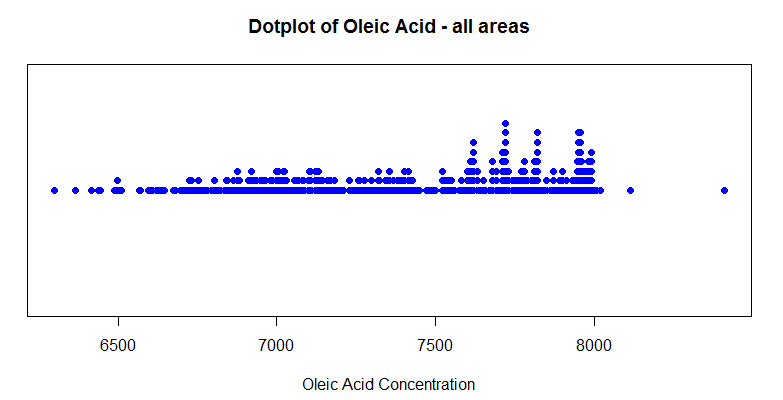 Dotplot of Oleic Acid - all areas
6500 7000 7500 8000
Oleic Acid Concentration